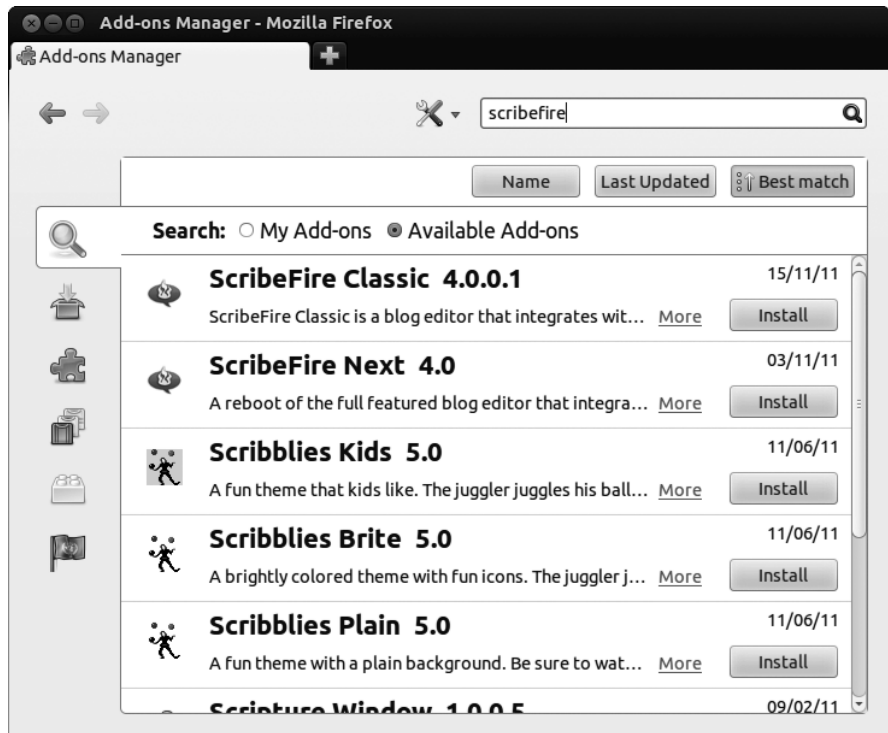 Add-ons Manager - Mozilla Firefox
Add-ons Manager
scribefire
Name Last Updated Best match
Search: My Add-ons Available Add-ons
ScribeFire Classic 4.0.0.1 15/11/11
ScribeFire Classic is a blog editor that integrates wit... More Install
ScribeFire Next 4.0 03/11/11
A reboot of the full featured blog editor that integra... More Install
Scribblies Kids 5.0 11/06/11
A fun theme that kids like. The juggler juggles his ball... More Install
Scribblies Brite 5.0 11/06/11
A brightly colored theme with fun icons. The juggler j... More Install
Scribblies Plain 5.0 11/06/11
A fun theme with a plain background. Be sure to wat... More Install
Scripture Window 1.0.0.5 09/02/11